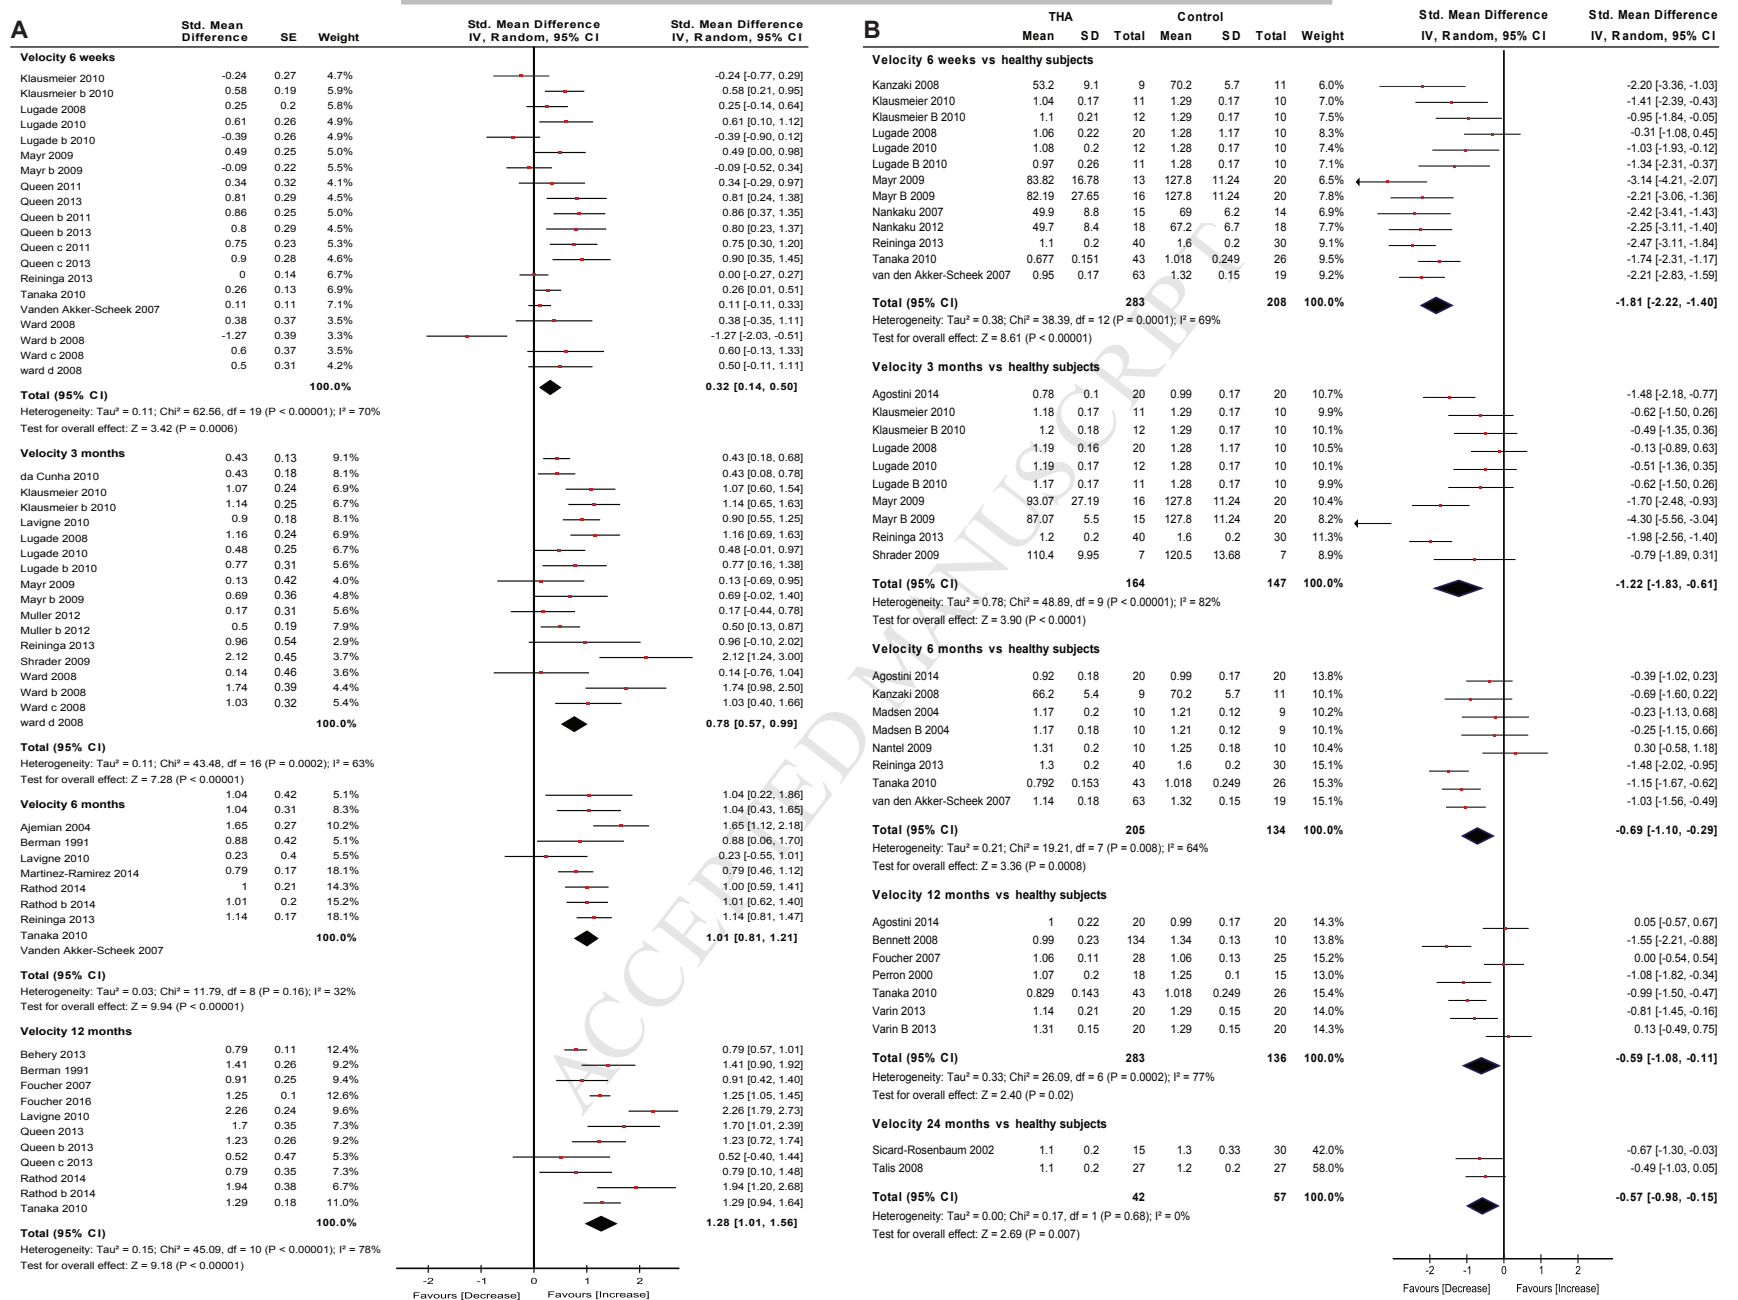 A
Std. Mean Difference SE Weight Std. Mean Difference IV, Random, 95% CI Std. Mean Difference IV, Random, 95% CI
Velocity 6 weeks
Klausmeier 2010 -0.24 0.27 4.7% -0.24 [-0.77, 0.29]
Klausmeier b 2010 0.58 0.19 5.9% 0.58 [0.21, 0.95]
Lugade 2008 0.25 0.2 5.8% 0.25 [-0.14, 0.64]
Lugade 2010 0.61 0.26 4.9% 0.61 [0.10, 1.12]
Lugade b 2010 -0.39 0.26 4.9% -0.39 [-0.90, 0.12]
Mayr 2009 0.49 0.25 5.0% 0.49 [0.00, 0.98]
Mayr b 2009 -0.09 0.22 5.5% -0.09 [-0.52, 0.34]
Queen 2011 0.34 0.32 4.1% 0.34 [-0.29, 0.97]
Queen 2013 0.81 0.29 4.5% 0.81 [0.24, 1.38]
Queen b 2011 0.86 0.25 5.0% 0.86 [0.37, 1.35]
Queen b 2013 0.8 0.29 4.5% 0.80 [0.23, 1.37]
Queen c 2011 0.75 0.23 5.3% 0.75 [0.30, 1.20]
Queen c 2013 0.9 0.28 4.6% 0.90 [0.35, 1.45]
Reininga 2013 0 0.14 6.7% 0.00 [-0.27, 0.27]
Tanaka 2010 0.26 0.13 6.9% 0.26 [0.01, 0.51]
Vanden Akker-Scheek 2007 0.11 0.11 7.1% 0.11 [-0.11, 0.33]
Ward 2008 0.38 0.37 3.5% 0.38 [-0.35, 1.11]
Ward b 2008 -1.27 0.39 3.3% -1.27 [-2.03, -0.51]
Ward c 2008 0.6 0.37 3.5% 0.60 [-0.13, 1.33]
ward d 2008 0.5 0.31 4.2% 0.50 [-0.11, 1.11]
100.0% 0.32 [0.14, 0.50]
Total (95% CI)
Heterogeneity: Tau² = 0.11; Chi² = 62.56, df = 19 (P < 0.00001); I² = 70%
Test for overall effect: Z = 3.42 (P = 0.0006)
Velocity 3 months 0.43 0.13 9.1% 0.43 [0.18, 0.68]
da Cunha 2010 0.43 0.18 8.1% 0.43 [0.08, 0.78]
Klausmeier 2010 1.07 0.24 6.9% 1.07 [0.60, 1.54]
Klausmeier b 2010 1.14 0.25 6.7% 1.14 [0.65, 1.63]
Lavigne 2010 0.9 0.18 8.1% 0.90 [0.55, 1.25]
Lugade 2008 1.16 0.24 6.9% 1.16 [0.69, 1.63]
Lugade 2010 0.48 0.25 6.7% 0.48 [-0.01, 0.97]
Lugade b 2010 0.77 0.31 5.6% 0.77 [0.16, 1.38]
Mayr 2009 0.13 0.42 4.0% 0.13 [-0.69, 0.95]
Mayr b 2009 0.69 0.36 4.8% 0.69 [-0.02, 1.40]
Muller 2012 0.17 0.31 5.6% 0.17 [-0.44, 0.78]
Muller b 2012 0.5 0.19 7.9% 0.50 [0.13, 0.87]
Reininga 2013 0.96 0.54 2.9% 0.96 [-0.10, 2.02]
Shrader 2009 2.12 0.45 3.7% 2.12 [1.24, 3.00]
Ward 2008 0.14 0.46 3.6% 0.14 [-0.76, 1.04]
Ward b 2008 1.74 0.39 4.4% 1.74 [0.98, 2.50]
Ward c 2008 1.03 0.32 5.4% 1.03 [0.40, 1.66]
ward d 2008 100.0% 0.78 [0.57, 0.99]
Total (95% CI)
Heterogeneity: Tau² = 0.11; Chi² = 43.48, df = 16 (P = 0.0002); I² = 63%
Test for overall effect: Z = 7.28 (P < 0.00001)
1.04 0.42 5.1% 1.04 [0.22, 1.86]
Velocity 6 months 1.04 0.31 8.3% 1.04 [0.43, 1.65]
Ajemian 2004 1.65 0.27 10.2% 1.65 [1.12, 2.18]
Berman 1991 0.88 0.42 5.1% 0.88 [0.06, 1.70]
Lavigne 2010 0.23 0.4 5.5% 0.23 [-0.55, 1.01]
Martinez-Ramirez 2014 0.79 0.17 18.1% 0.79 [0.46, 1.12]
Rathod 2014 1 0.21 14.3% 1.00 [0.59, 1.41]
Rathod b 2014 1.01 0.2 15.2% 1.01 [0.62, 1.40]
Reininga 2013 1.14 0.17 18.1% 1.14 [0.81, 1.47]
Tanaka 2010 100.0% 1.01 [0.81, 1.21]
Vanden Akker-Scheek 2007
Total (95% CI)
Heterogeneity: Tau² = 0.03; Chi² = 11.79, df = 8 (P = 0.16); I² = 32%
Test for overall effect: Z = 9.94 (P < 0.00001)
Velocity 12 months
Behery 2013 0.79 0.11 12.4% 0.79 [0.57, 1.01]
Berman 1991 1.41 0.26 9.2% 1.41 [0.90, 1.92]
Foucher 2007 0.91 0.25 9.4% 0.91 [0.42, 1.40]
Foucher 2016 1.25 0.1 12.6% 1.25 [1.05, 1.45]
Lavigne 2010 2.26 0.24 9.6% 2.26 [1.79, 2.73]
Queen 2013 1.7 0.35 7.3% 1.70 [1.01, 2.39]
Queen b 2013 1.23 0.26 9.2% 1.23 [0.72, 1.74]
Queen c 2013 0.52 0.47 5.3% 0.52 [-0.40, 1.44]
Rathod 2014 0.79 0.35 7.3% 0.79 [0.10, 1.48]
Rathod b 2014 1.94 0.38 6.7% 1.94 [1.20, 2.68]
Tanaka 2010 1.29 0.18 11.0% 1.29 [0.94, 1.64]
100.0% 1.28 [1.01, 1.56]
Total (95% CI)
Heterogeneity: Tau² = 0.15; Chi² = 45.09, df = 10 (P < 0.00001); I² = 78%
Test for overall effect: Z = 9.18 (P < 0.00001)
-2 -1 0 1 2
Favours [Decrease] Favours [Increase]
B
THA Control Std. Mean Difference Std. Mean Difference
Mean SD Total Mean SD Total Weight IV, Random, 95% CI IV, Random, 95% CI
Velocity 6 weeks vs healthy subjects
Kanzaki 2008 53.2 9.1 9 70.2 5.7 11 6.0% -2.20 [-3.36, -1.03]
Klausmeier 2010 1.04 0.17 11 1.29 0.17 10 7.0% -1.41 [-2.39, -0.43]
Klausmeier B 2010 1.1 0.21 12 1.29 0.17 10 7.6% -0.95 [-1.84, -0.05]
Lugade 2008 1.06 0.22 20 1.28 1.17 10 8.3% -0.31 [-1.08, 0.45]
Lugade 2010 1.08 0.2 12 1.28 0.17 10 7.4% -1.03 [-1.93, -0.12]
Lugade B 2010 0.97 0.26 11 1.28 0.17 10 7.1% -1.34 [-2.31, -0.37]
Mayr 2009 83.82 16.78 13 127.8 11.24 20 6.5% -3.14 [-4.21, -2.07]
Mayr B 2009 82.19 27.65 16 127.8 11.24 20 7.8% -2.21 [-3.06, -1.36]
Nankaku 2007 49.9 8.8 15 69 6.2 14 6.9% -2.42 [-3.41, -1.43]
Nankaku 2012 49.7 8.4 18 67.2 6.7 18 7.7% -2.25 [-3.11, -1.40]
Reininga 2013 1.1 0.2 40 1.6 0.2 30 9.1% -2.47 [-3.11, -1.84]
Tanaka 2010 0.677 0.151 43 1.018 0.249 26 9.5% -1.74 [-2.31, -1.17]
van den Akker-Scheek 2007 0.95 0.17 63 1.32 0.15 19 9.2% -2.21 [-2.83, -1.59]
Total (95% CI) 283 208 100.0% -1.81 [-2.22, -1.40]
Heterogeneity: Tau² = 0.38; Chi² = 38.39, df = 12 (P = 0.0001); I² = 69%
Test for overall effect: Z = 8.61 (P < 0.00001)
Velocity 3 months vs healthy subjects
Agostini 2014 0.78 0.1 20 0.99 0.17 20 10.7% -1.48 [-2.18, -0.77]
Klausmeier 2010 1.18 0.17 11 1.29 0.17 10 9.9% -0.62 [-1.50, 0.26]
Klausmeier B 2010 1.2 0.18 12 1.29 0.17 10 10.0% -0.49 [-1.35, 0.36]
Lugade 2008 1.19 0.16 20 1.28 1.17 10 10.5% -0.13 [-0.89, 0.63]
Lugade 2010 1.19 0.17 12 1.28 0.17 10 10.1% -0.51 [-1.36, 0.35]
Lugade B 2010 1.17 0.17 11 1.28 0.17 10 9.9% -0.62 [-1.50, 0.26]
Mayr 2009 93.07 27.19 16 127.8 11.24 20 10.4% -1.70 [-2.48, -0.93]
Mayr B 2009 87.07 5.5 15 127.8 11.24 20 8.2% -4.30 [-5.56, -3.04]
Reininga 2013 1.2 0.2 40 1.6 0.2 30 11.3% -1.98 [-2.56, -1.40]
Shrader 2009 110.4 9.95 7 120.5 13.68 7 8.9% -0.79 [-1.89, 0.31]
Total (95% CI) 164 147 100.0% -1.22 [-1.83, -0.61]
Heterogeneity: Tau² = 0.78; Chi² = 48.89, df = 9 (P < 0.00001); I² = 82%
Test for overall effect: Z = 3.90 (P < 0.0001)
Velocity 6 months vs healthy subjects
Agostini 2014 0.92 0.18 20 0.99 0.17 20 13.8% -0.39 [-1.02, 0.23]
Kanzaki 2008 66.2 5.4 9 70.2 5.7 11 10.1% -0.69 [-1.60, 0.22]
Madsen 2004 1.17 0.2 10 1.21 0.12 9 10.2% -0.23 [-1.13, 0.68]
Madsen B 2004 1.17 0.18 10 1.21 0.12 9 10.2% -0.25 [-1.15, 0.66]
Nantel 2009 1.31 0.2 10 1.25 0.18 10 10.4% 0.30 [-0.58, 1.18]
Reininga 2013 1.3 0.2 40 1.6 0.2 30 15.1% -1.48 [-2.02, -0.95]
Tanaka 2010 0.792 0.153 43 1.018 0.249 26 15.3% -1.15 [-1.67, -0.62]
van den Akker-Scheek 2007 1.14 0.18 63 1.32 0.15 19 15.1% -1.03 [-1.56, -0.49]
Total (95% CI) 205 134 100.0% -0.69 [-1.10, -0.29]
Heterogeneity: Tau² = 0.21; Chi² = 19.21, df = 7 (P = 0.008); I² = 64%
Test for overall effect: Z = 3.36 (P = 0.0008)
Velocity 12 months vs healthy subjects
Agostini 2014 1 0.22 20 0.99 0.17 20 14.3% 0.05 [-0.57, 0.67]
Bennett 2008 0.99 0.23 134 1.34 0.13 10 13.8% -1.55 [-2.21, -0.88]
Foucher 2007 1.06 0.11 28 1.06 0.13 25 15.2% 0.00 [-0.54, 0.54]
Perron 2000 1.07 0.2 18 1.25 0.1 15 13.0% -1.08 [-1.82, -0.34]
Tanaka 2010 0.829 0.143 43 1.018 0.249 26 15.4% -0.99 [-1.50, -0.47]
Varin 2013 1.14 0.21 20 1.29 0.15 20 14.0% -0.81 [-1.45, -0.16]
Varin B 2013 1.31 0.15 20 1.29 0.15 20 14.3% 0.13 [-0.49, 0.75]
Total (95% CI) 283 136 100.0% -0.59 [-1.08, -0.11]
Heterogeneity: Tau² = 0.33; Chi² = 26.09, df = 6 (P = 0.0002); I² = 77%
Test for overall effect: Z = 2.40 (P = 0.02)
Velocity 24 months vs healthy subjects
Sicard-Rosenbaum 2002 1.1 0.2 15 1.3 0.33 30 42.0% -0.67 [-1.30, -0.03]
Talis 2008 1.1 0.2 27 1.2 0.2 27 58.0% -0.49 [-1.03, 0.05]
Total (95% CI) 42 57 100.0% -0.57 [-0.98, -0.15]
Heterogeneity: Tau² = 0.00; Chi² = 0.17, df = 1 (P = 0.68); I² = 0%
Test for overall effect: Z = 2.69 (P = 0.007)
-2 -1 0 1 2
Favours [Decrease] Favours [Increase]
ACCEPTED MANUSCRIPT